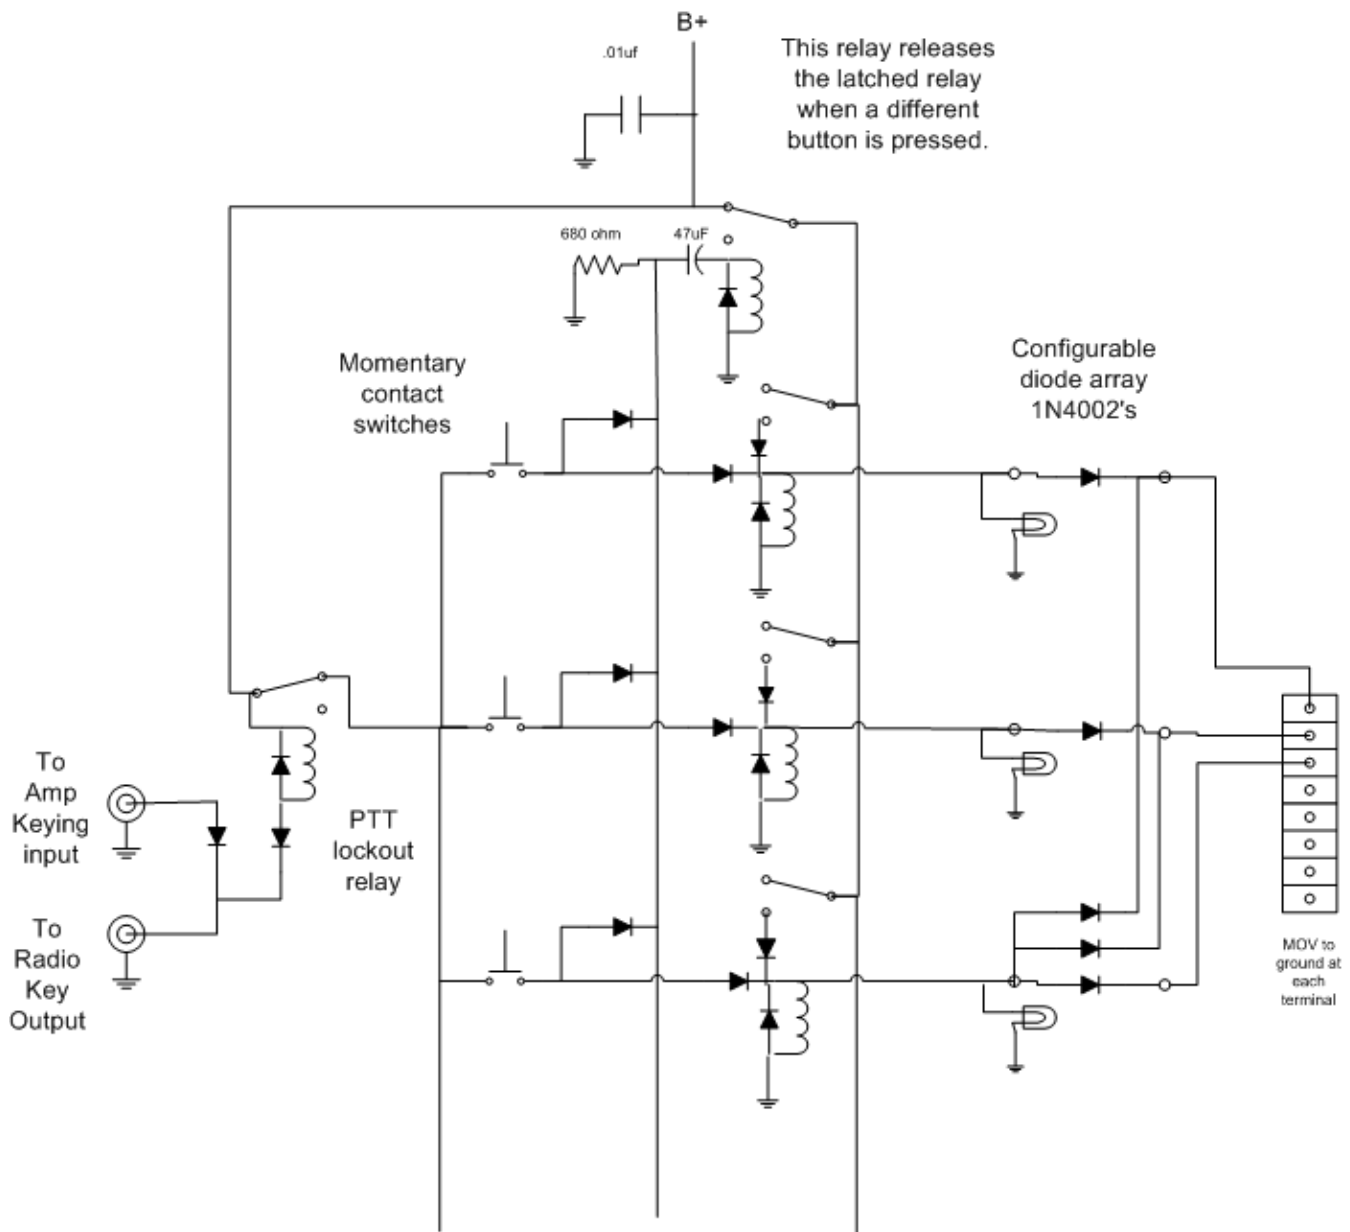 B+
.01uf
This relay releases
the latched relay
when a different
button is pressed.
680 ohm
47uF
Momentary
contact
switches
Configurable
diode array
1N4002's
To
Amp
Keying
input
PTT
lockout
relay
To
Radio
Key
Output
MOV to
ground at
each
terminal